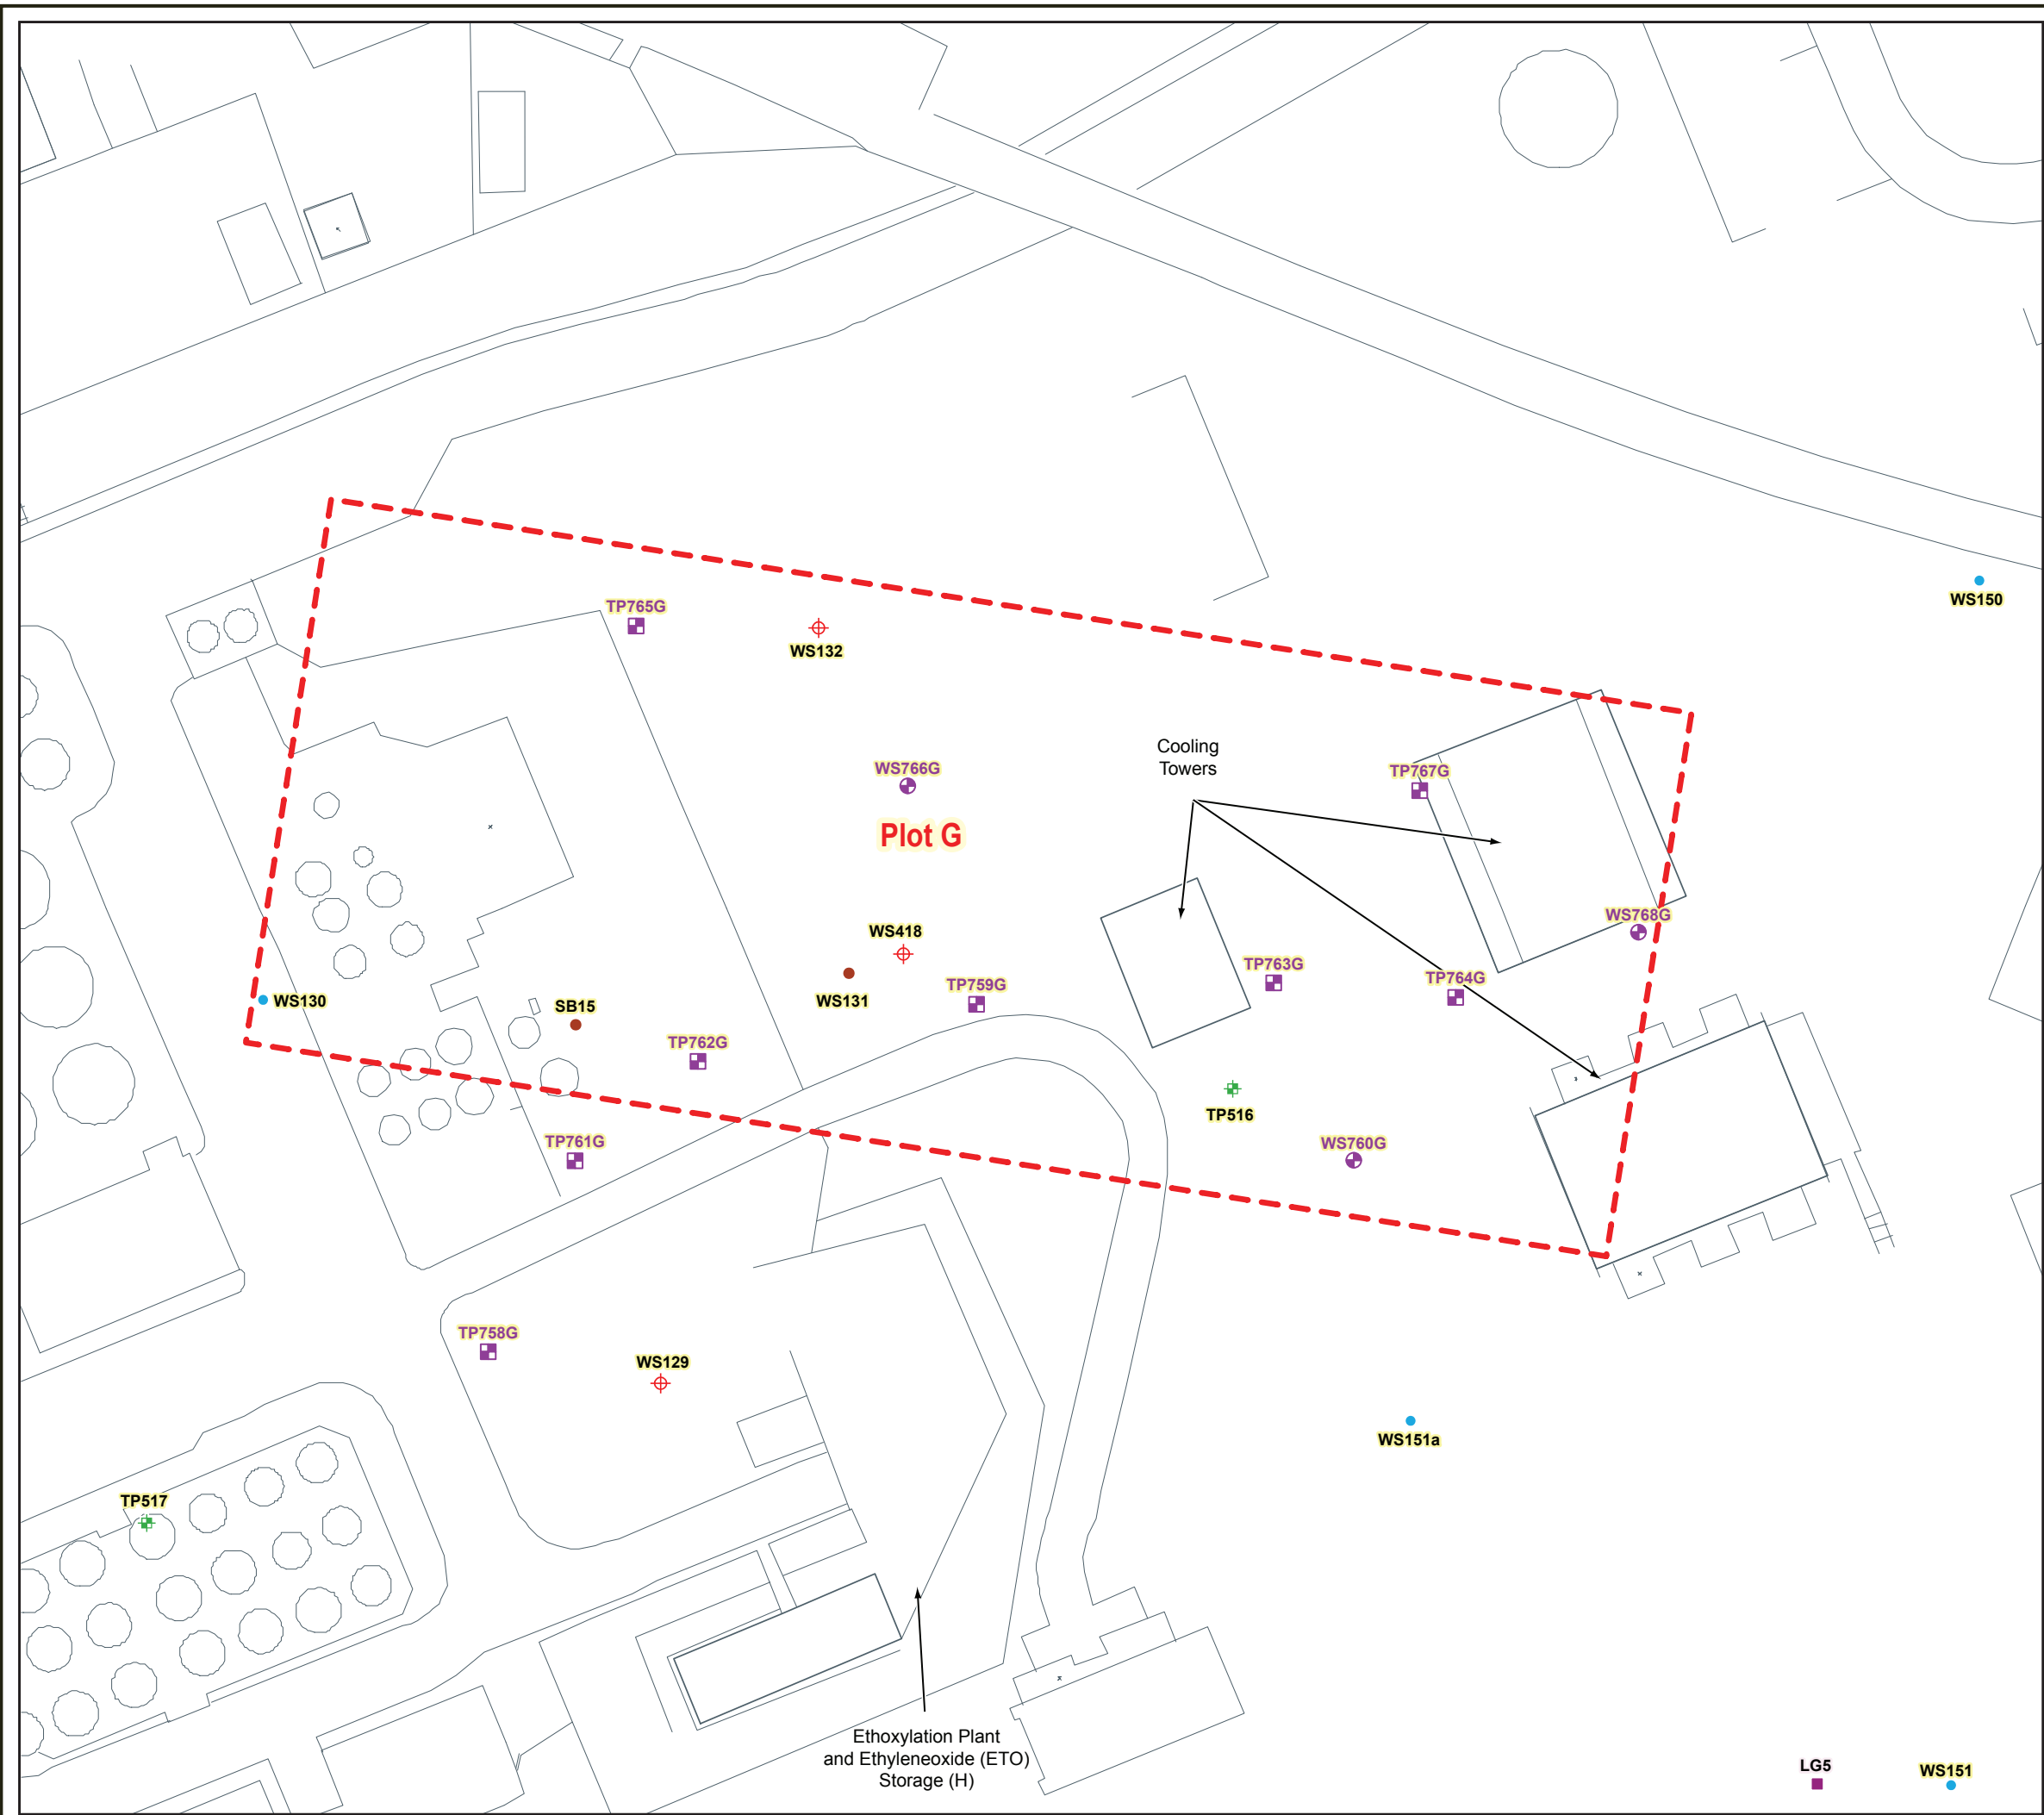 WS150
TP765G
WS132
Cooling
Towers
WS766G
TP767G
Plot G
WS768G
WS418
TP763G
TP764G
TP759G
WS130
WS131
SB15
TP762G
TP516
TP761G
WS760G
TP758G
WS129
WS151a
TP517
Ethoxylation Plant
and Ethyleneoxide (ETO)
Storage (H)
LG5
WS151